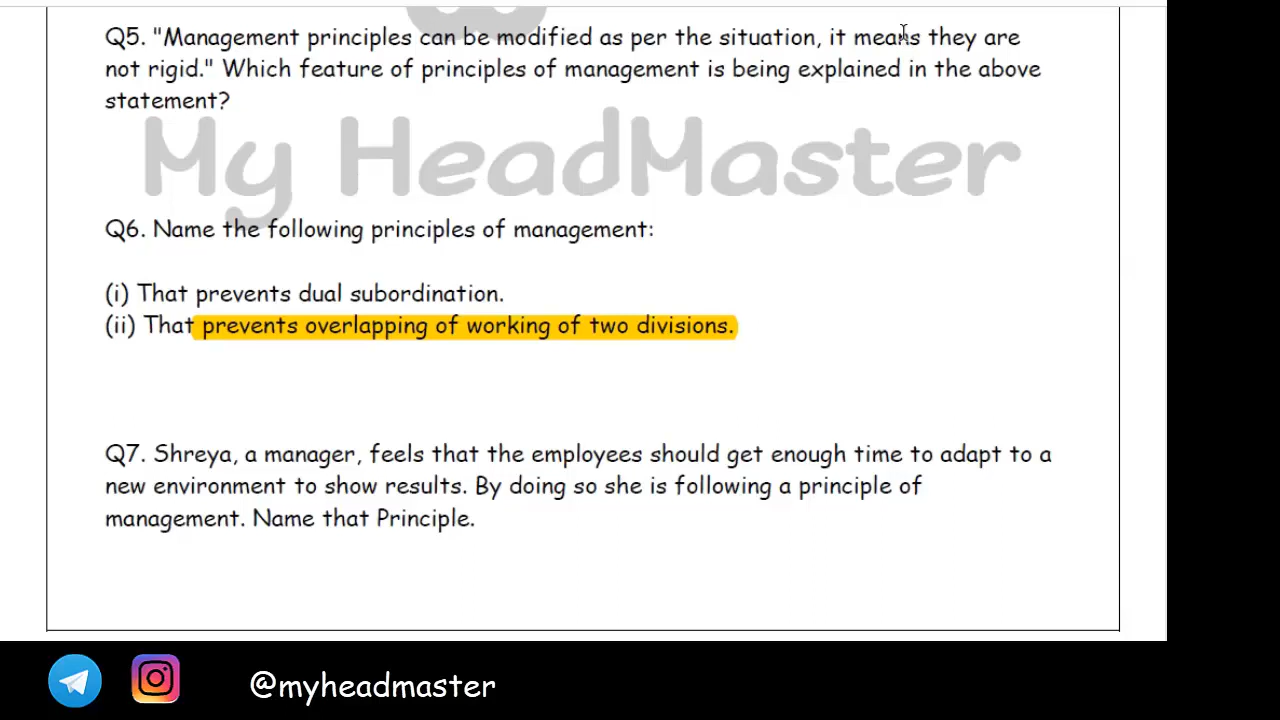 Q5. "Management principles can be modified as per the situation, it means they are
not rigid." Which feature of principles of management is being explained in the above
statement?
My HeadMaster
Q6. Name the following principles of management:
(i) That prevents dual subordination.
(ii) That prevents overlapping of working of two divisions.
Q7. Shreya, a manager, feels that the employees should get enough time to adapt to a
new environment to show results. By doing so she is following a principle of
management. Name that Principle.
@myheadmaster